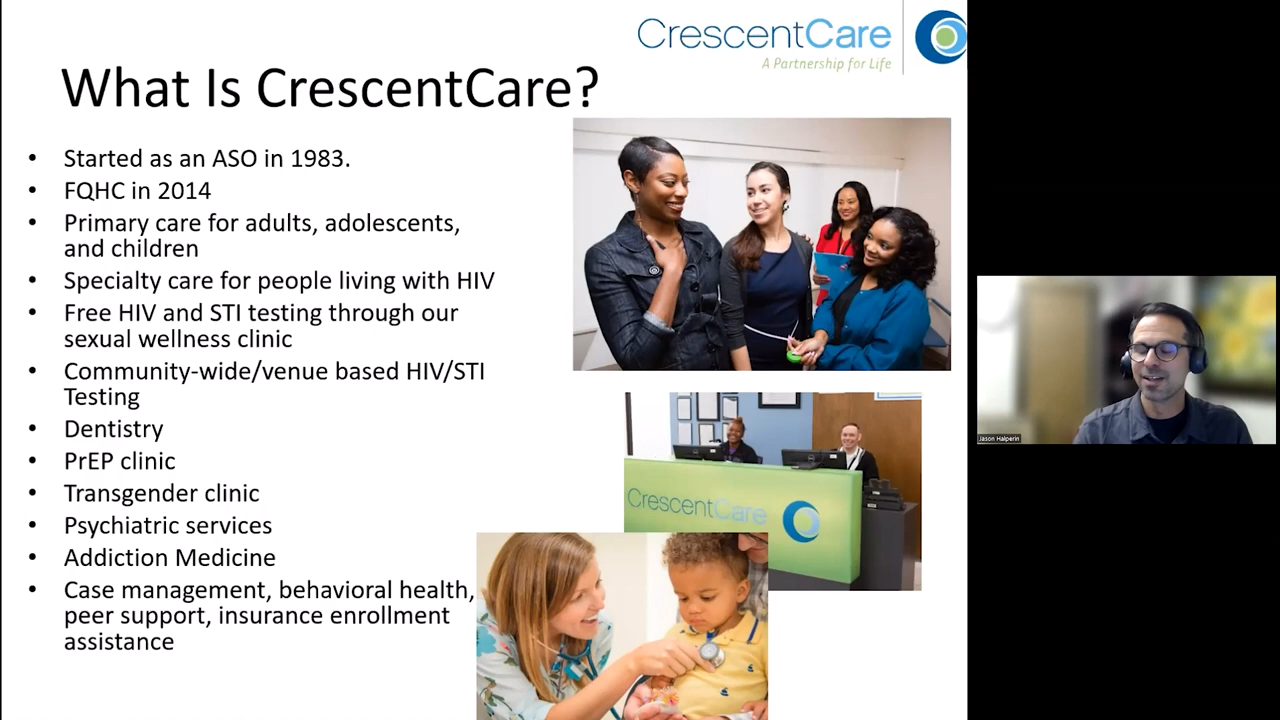 CrescentCare
A Partnership for Life
What Is CrescentCare?
• Started as an ASO in 1983.
• FQHC in 2014
• Primary care for adults, adolescents,
and children
• Specialty care for people living with HIV
• Free HIV and STI testing through our
sexual wellness clinic
• Community-wide/venue based HIV/STI
Testing
• Dentistry
• PrEP clinic
• Transgender clinic
• Psychiatric services
• Addiction Medicine
• Case management, behavioral health,
peer support, insurance enrollment
assistance
CrescentCare
Jason Halperin